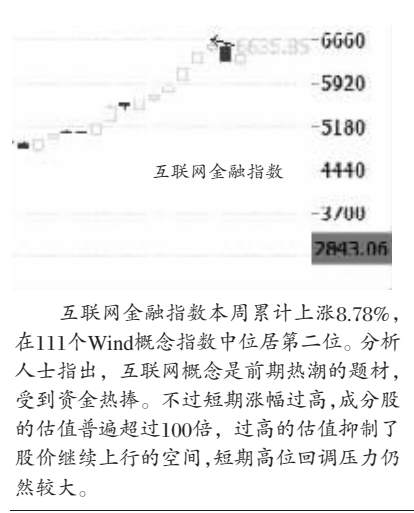 6635.85
6660
5920
5180
互联网金融指数
4440
3700
2843.06
互联网金融指数本周累计上涨8.78%，
在111个Wind概念指数中位居第二位。分析
人士指出，互联网概念是前期热潮的题材，
受到资金热捧。不过短期涨幅过高，成分股
的估值普遍超过100倍，过高的估值抑制了
股价继续上行的空间，短期高位回调压力仍
然较大。